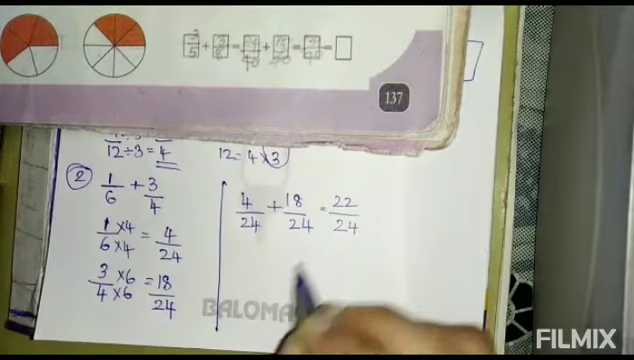 137
12÷3=4
12=4×3
② 1/6 + 3/4
1×4/6×4 = 4/24
3×6/4×6 = 18/24
4/24 + 18/24 = 22/24
BALOMA
FILMIX